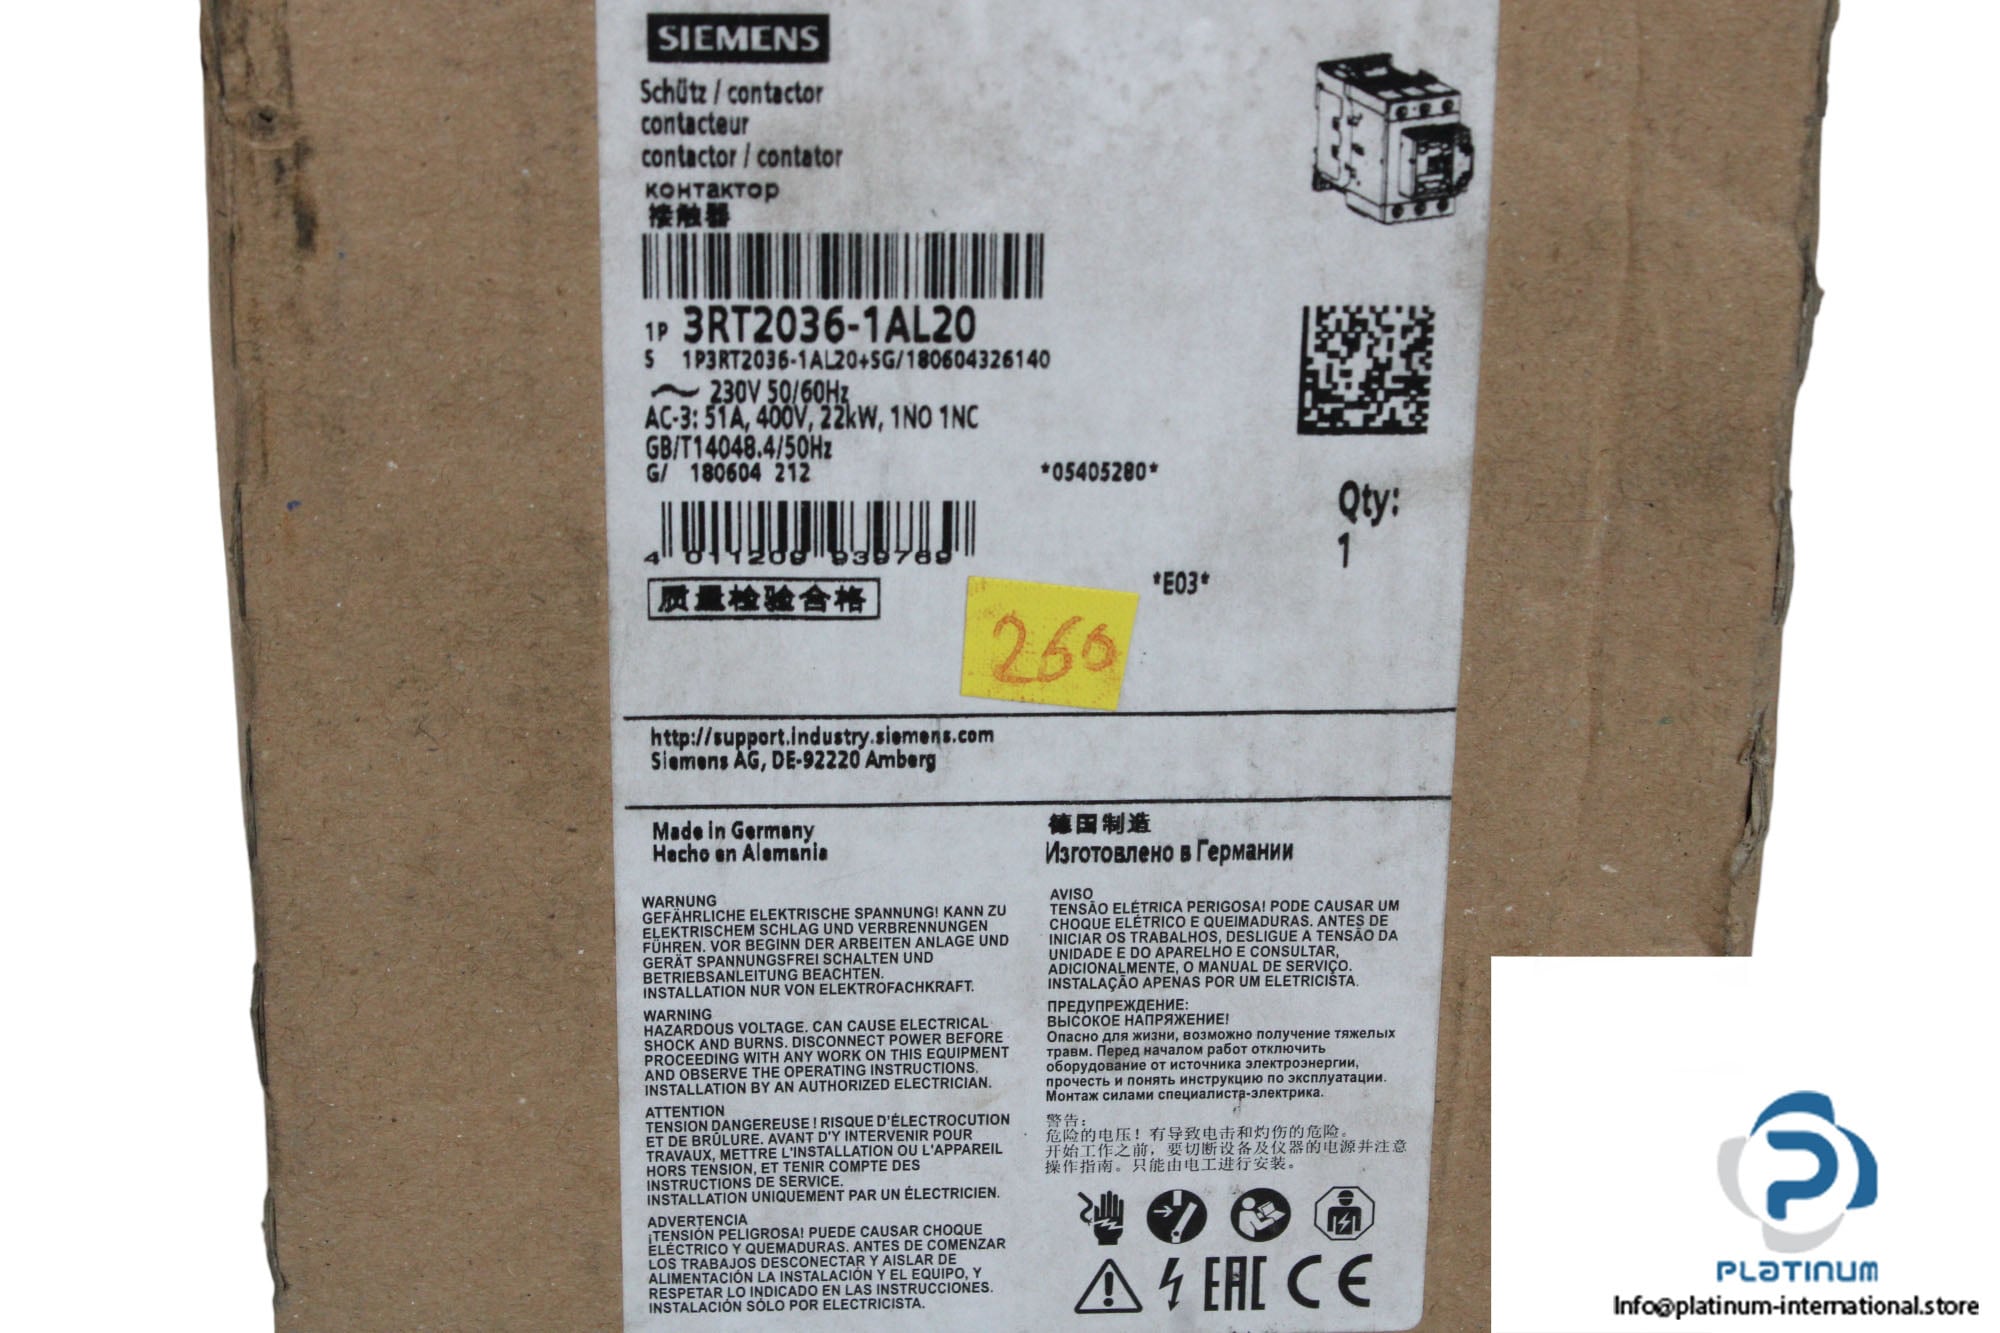 SIEMENS
Schütz / contactor
contacteur
contactor / contator
контактор
接触器
1P 3RT2036-1AL20
S 1P3RT2036-1AL20+SG/180604326140
230V 50/60Hz
AC-3: 51A, 400V, 22kW, 1NO 1NC
GB/T14048.4/50Hz
G/ 180604 212
*05405280*
Qty:
1
4 011209 939769
*E03*
质量检验合格
266
http://support.industry.siemens.com
Siemens AG, DE-92220 Amberg
Made in Germany
Hecho en Alemania
德国制造
Изготовлено в Германии
WARNUNG
GEFÄHRLICHE ELEKTRISCHE SPANNUNG! KANN ZU
ELEKTRISCHEM SCHLAG UND VERBRENNUNGEN
FÜHREN. VOR BEGINN DER ARBEITEN ANLAGE UND
GERÄT SPANNUNGSFREI SCHALTEN UND
BETRIEBSANLEITUNG BEACHTEN.
INSTALLATION NUR VON ELEKTROFACHKRAFT.
WARNING
HAZARDOUS VOLTAGE. CAN CAUSE ELECTRICAL
SHOCK AND BURNS. DISCONNECT POWER BEFORE
PROCEEDING WITH ANY WORK ON THIS EQUIPMENT
AND OBSERVE THE OPERATING INSTRUCTIONS.
INSTALLATION BY AN AUTHORIZED ELECTRICIAN.
ATTENTION
TENSION DANGEREUSE ! RISQUE D'ÉLECTROCUTION
ET DE BRÛLURE. AVANT D'Y INTERVENIR POUR
TRAVAUX, METTRE L'INSTALLATION OU L'APPAREIL
HORS TENSION, ET TENIR COMPTE DES
INSTRUCTIONS DE SERVICE.
INSTALLATION UNIQUEMENT PAR UN ÉLECTRICIEN.
ADVERTENCIA
¡TENSIÓN PELIGROSA! PUEDE CAUSAR CHOQUE
ELÉCTRICO Y QUEMADURAS. ANTES DE COMENZAR
LOS TRABAJOS DESCONECTAR Y AISLAR DE
ALIMENTACIÓN LA INSTALACIÓN Y EL EQUIPO, Y
RESPETAR LO INDICADO EN LAS INSTRUCCIONES.
INSTALACIÓN SÓLO POR ELECTRICISTA.
AVISO
TENSÃO ELÉTRICA PERIGOSA! PODE CAUSAR UM
CHOQUE ELÉTRICO E QUEIMADURAS. ANTES DE
INICIAR OS TRABALHOS, DESLIGUE A TENSÃO DA
UNIDADE E DO APARELHO E CONSULTAR,
ADICIONALMENTE, O MANUAL DE SERVIÇO.
INSTALAÇÃO APENAS POR UM ELETRICISTA.
ПРЕДУПРЕЖДЕНИЕ:
ВЫСОКОЕ НАПРЯЖЕНИЕ!
Опасно для жизни, возможно получение тяжелых
травм. Перед началом работ отключить
оборудование от источника электроэнергии,
прочесть и понять инструкцию по эксплуатации.
Монтаж силами специалиста-электрика.
警告：
危险的电压！有导致电击和灼伤的危险。
开始工作之前，要切断设备及仪器的电源并注意
操作指南。只能由电工进行安装。
EAC CE
PLATINUM
Info@platinum-international.store